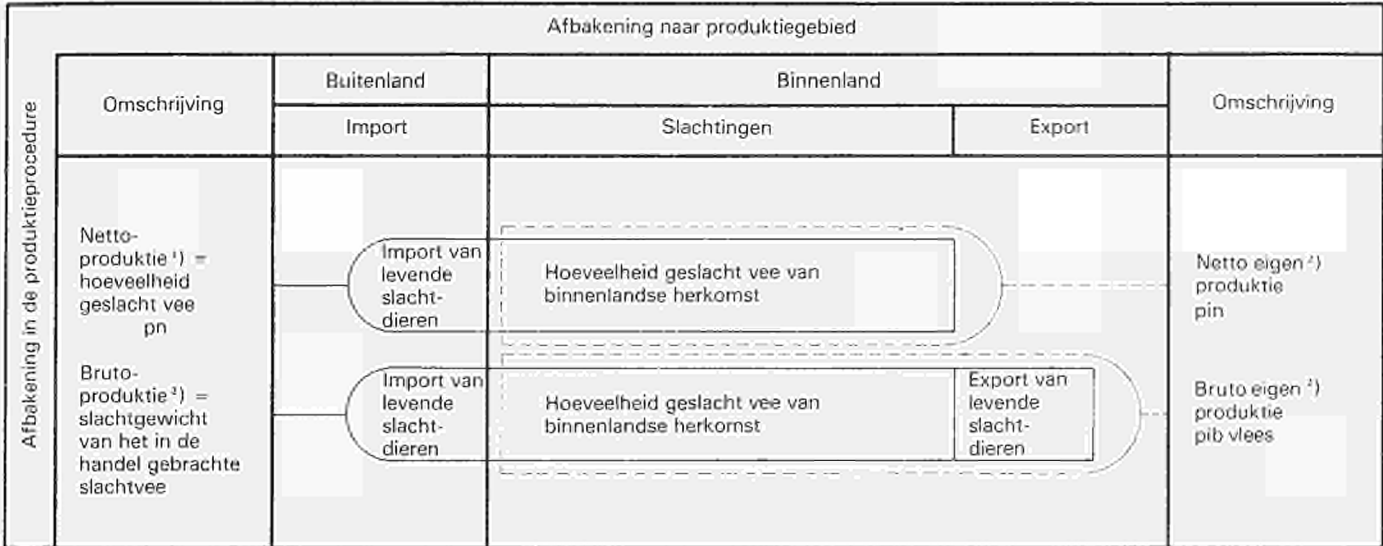 Afbakening naar produktiegebied
Afbakening in de produktieprocedure
Omschrijving
Buitenland
Binnenland
Omschrijving
Import
Slachtingen
Export
Netto-
produktie ¹) =
hoeveelheid
geslacht vee
pn
Import van
levende
slacht-
dieren
Hoeveelheid geslacht vee van
binnenlandse herkomst
Netto eigen ²)
produktie
pin
Bruto-
produktie ²) =
slachtgewicht
van het in de
handel gebrachte
slachtvee
Import van
levende
slacht-
dieren
Hoeveelheid geslacht vee van
binnenlandse herkomst
Export van
levende
slacht-
dieren
Bruto eigen ²)
produktie
pib vlees